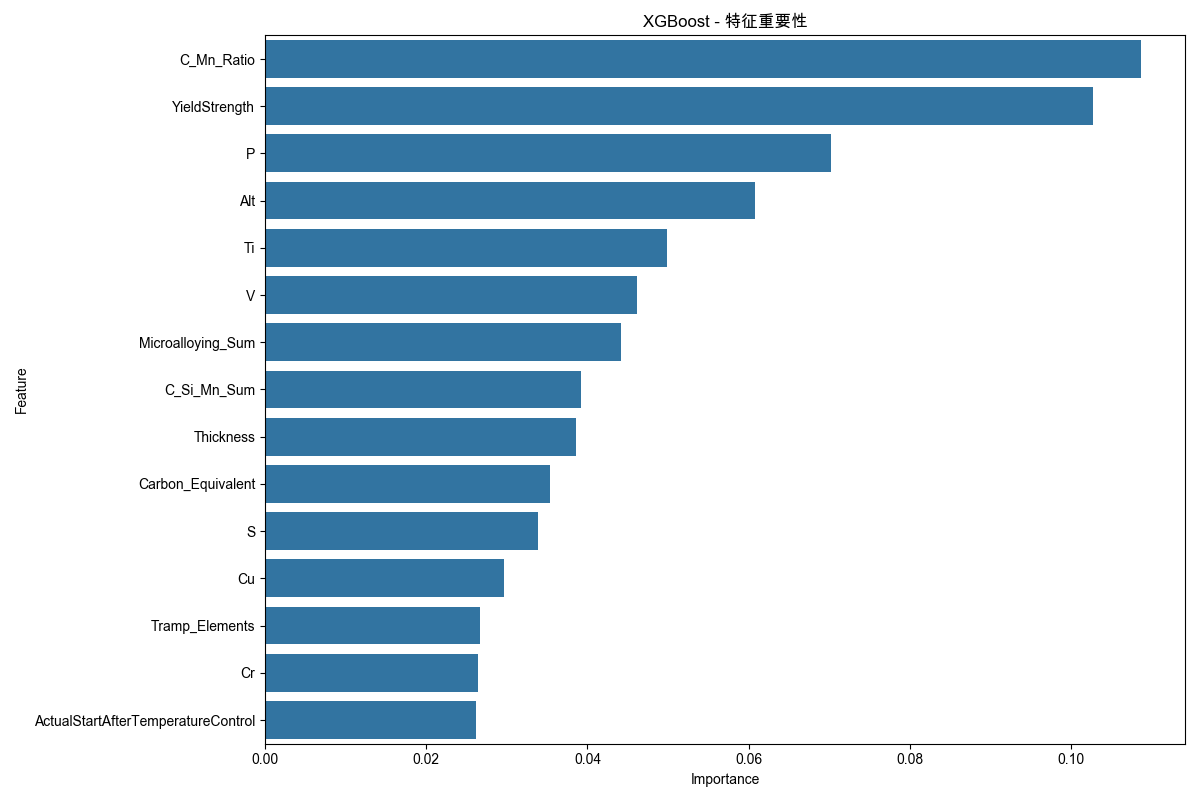 XGBoost - 特征重要性
C_Mn_Ratio
YieldStrength
P
Alt
Ti
V
Microalloying_Sum
C_Si_Mn_Sum
Thickness
Carbon_Equivalent
S
Cu
Tramp_Elements
Cr
ActualStartAfterTemperatureControl
Feature
0.00 0.02 0.04 0.06 0.08 0.10
Importance